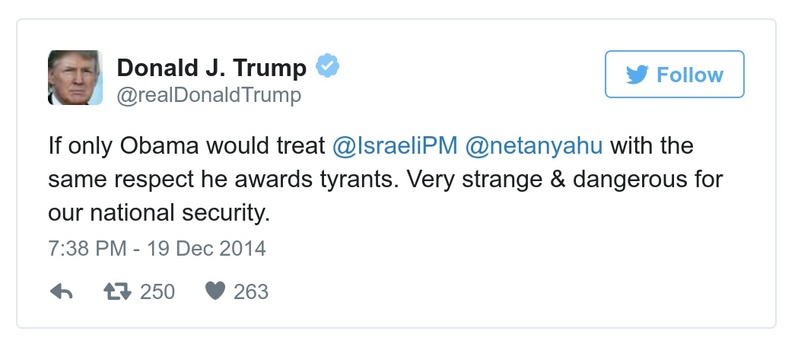 Donald J. Trump
@realDonaldTrump
Follow
If only Obama would treat @IsraeliPM @netanyahu with the
same respect he awards tyrants. Very strange & dangerous for
our national security.
7:38 PM - 19 Dec 2014
250 263